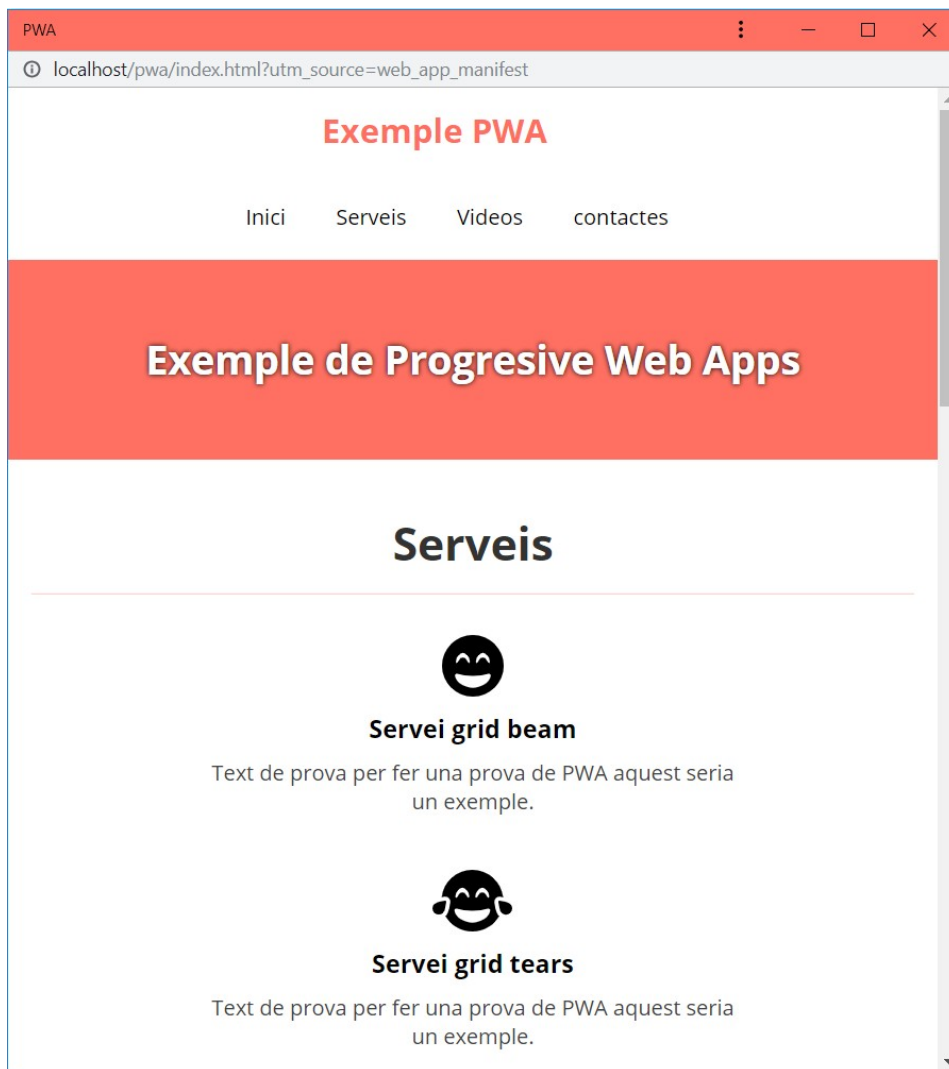 PWA
localhost/pwa/index.html?utm_source=web_app_manifest
Exemple PWA
Inici Serveis Videos contactes
Exemple de Progresive Web Apps
Serveis
Servei grid beam
Text de prova per fer una prova de PWA aquest seria
un exemple.
Servei grid tears
Text de prova per fer una prova de PWA aquest seria
un exemple.